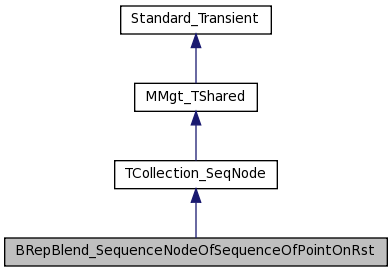 Standard_Transient
MMgt_TShared
TCollection_SeqNode
BRepBlend_SequenceNodeOfSequenceOfPointOnRst